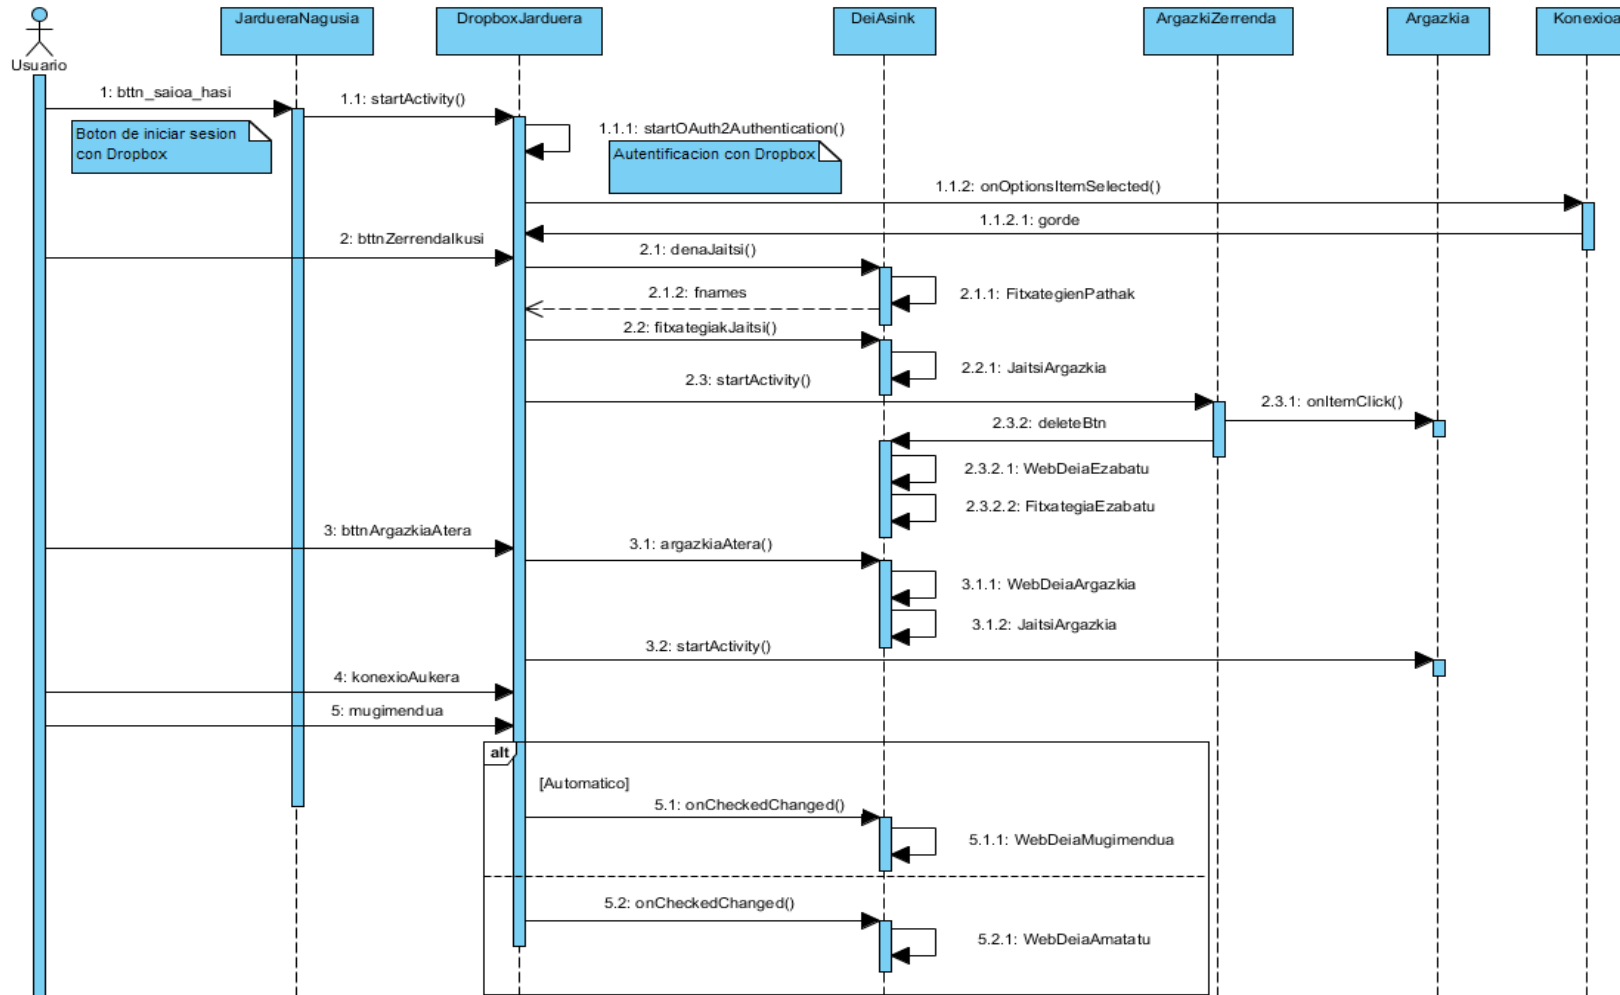 JardueraNagusia
DropboxJarduera
DeiAsink
ArgazkiZerrenda
Argazkia
Konexioa
Usuario
1: bttn_saioa_hasi
1.1: startActivity()
Boton de iniciar sesion
con Dropbox
1.1.1: startOAuth2Authentication()
Autentificacion con Dropbox
1.1.2: onOptionsItemSelected()
1.1.2.1: gorde
2: bttnZerrendaIkusi
2.1: denaJaitsi()
2.1.1: FitxategienPathak
2.1.2: fnames
2.2: fitxategiakJaitsi()
2.2.1: JaitsiArgazkia
2.3: startActivity()
2.3.1: onItemClick()
2.3.2: deleteBtn
2.3.2.1: WebDeiaEzabatu
2.3.2.2: FitxategiaEzabatu
3: bttnArgazkiaAtera
3.1: argazkiaAtera()
3.1.1: WebDeiaArgazkia
3.1.2: JaitsiArgazkia
3.2: startActivity()
4: konexioAukera
5: mugimendua
alt
[Automatico]
5.1: onCheckedChanged()
5.1.1: WebDeiaMugimendua
5.2: onCheckedChanged()
5.2.1: WebDeiaAmatatu